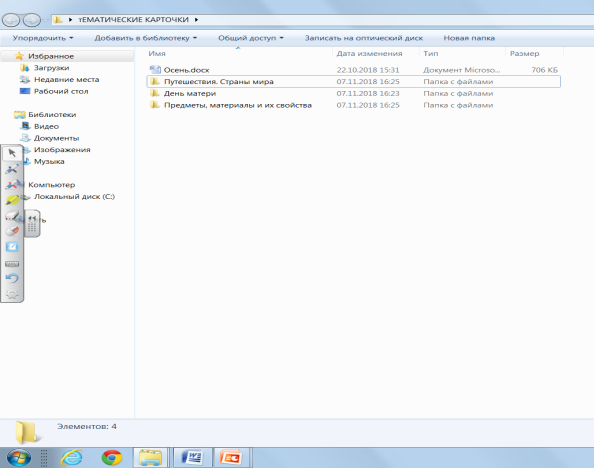 тЕМАТИЧЕСКИЕ КАРТОЧКИ
Упорядочить Добавить в библиотеку Общий доступ Записать на оптический диск Новая папка
Имя Дата изменения Тип Размер
Избранное
Загрузки
Недавние места
Рабочий стол
Библиотеки
Видео
Документы
Изображения
Музыка
Компьютер
Локальный диск (C:)
Осень.docx 22.10.2018 15:31 Документ Microso... 706 КБ
Путешествия. Страны мира 07.11.2018 16:25 Папка с файлами
День матери 07.11.2018 16:23 Папка с файлами
Предметы, материалы и их свойства 07.11.2018 16:25 Папка с файлами
Элементов: 4